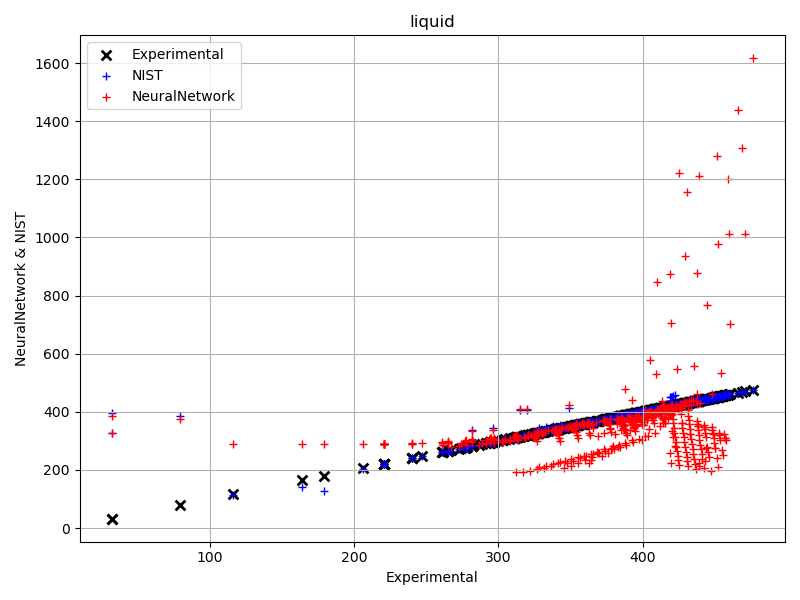 liquid
Experimental
NIST
NeuralNetwork
NeuralNetwork & NIST
1600
1400
1200
1000
800
600
400
200
0
100
200
300
400
Experimental